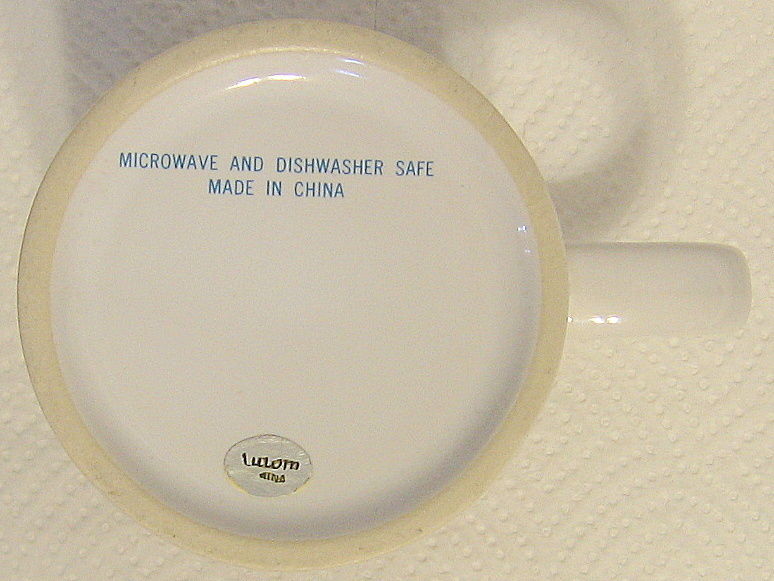 MICROWAVE AND DISHWASHER SAFE
MADE IN CHINA